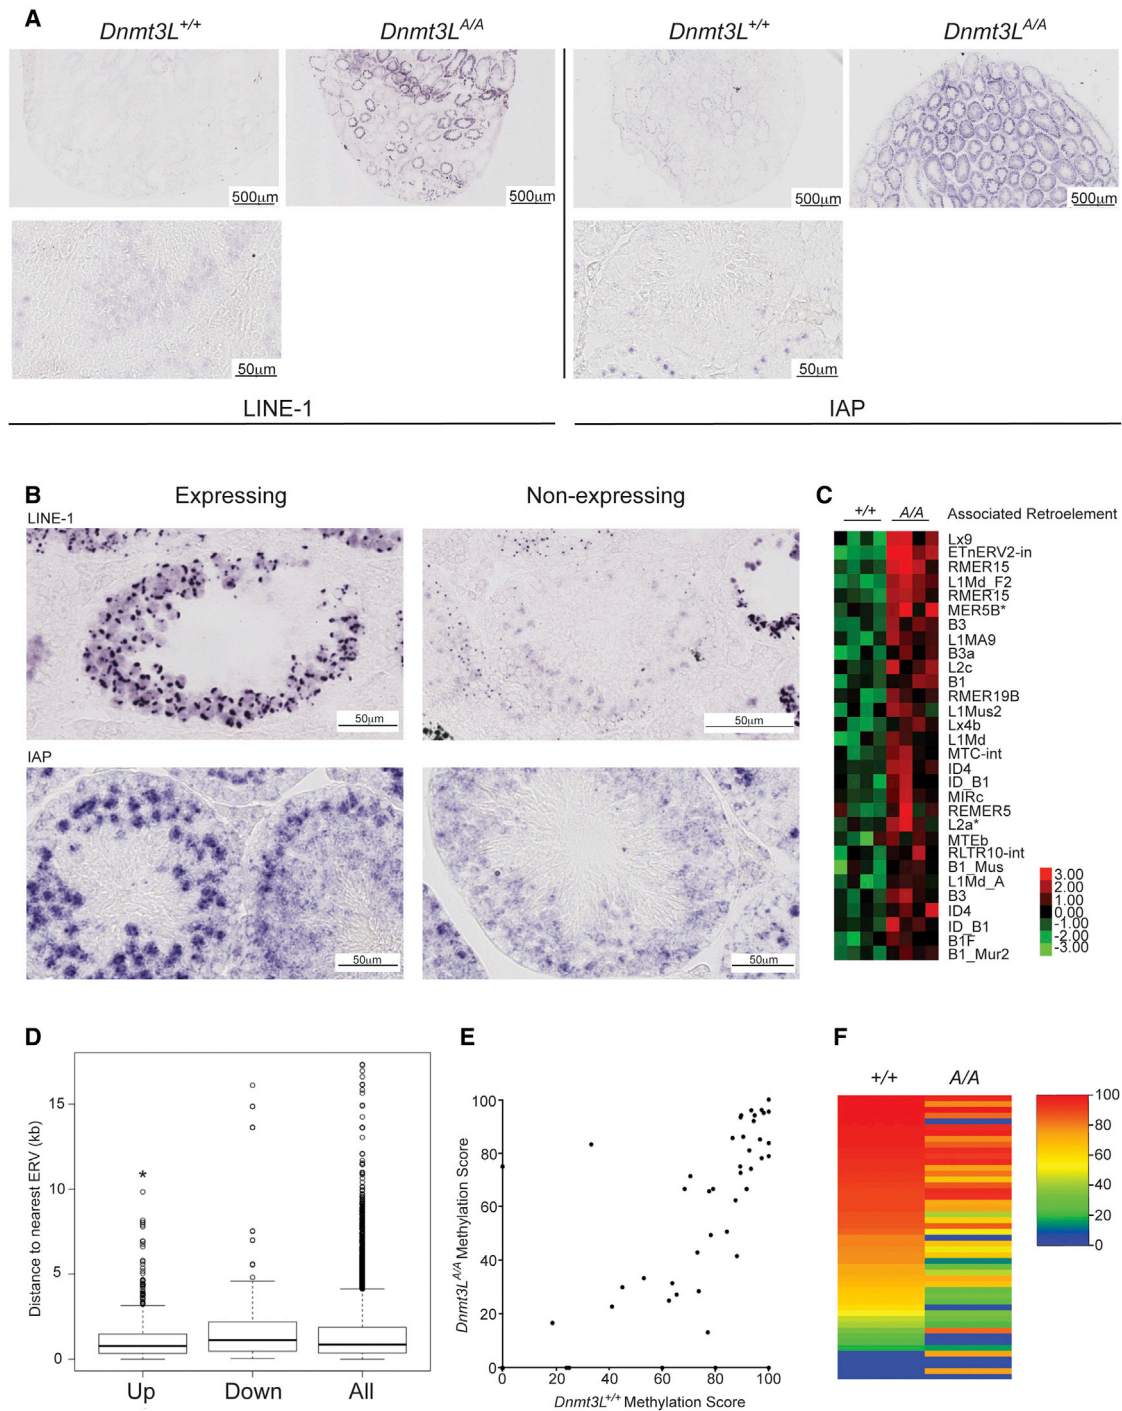 A
Dnmt3L+/+
Dnmt3LA/A
Dnmt3L+/+
Dnmt3LA/A
500μm
500μm
500μm
500μm
50μm
50μm
LINE-1
IAP
B
Expressing
Non-expressing
LINE-1
50μm
50μm
IAP
50μm
50μm
C
+/+
A/A
Associated Retroelement
Lx9
ETnERV2-in
RMER15
L1Md_F2
RMER15
MER5B*
B3
L1MA9
B3a
L2c
B1
RMER19B
L1Mus2
Lx4b
L1Md
MTC-int
ID4
ID_B1
MIRc
REMER5
L2a*
MTEb
RLTR10-int
B1_Mus
L1Md_A
B3
ID4
ID_B1
B1F
B1_Mur2
3.00
2.00
1.00
0.00
-1.00
-2.00
-3.00
D
Distance to nearest ERV (kb)
15
10
5
0
*
Up
Down
All
E
Dnmt3LA/A Methylation Score
100
80
60
40
20
0
0
20
40
60
80
100
Dnmt3L+/+ Methylation Score
F
+/+
A/A
100
80
60
40
20
0